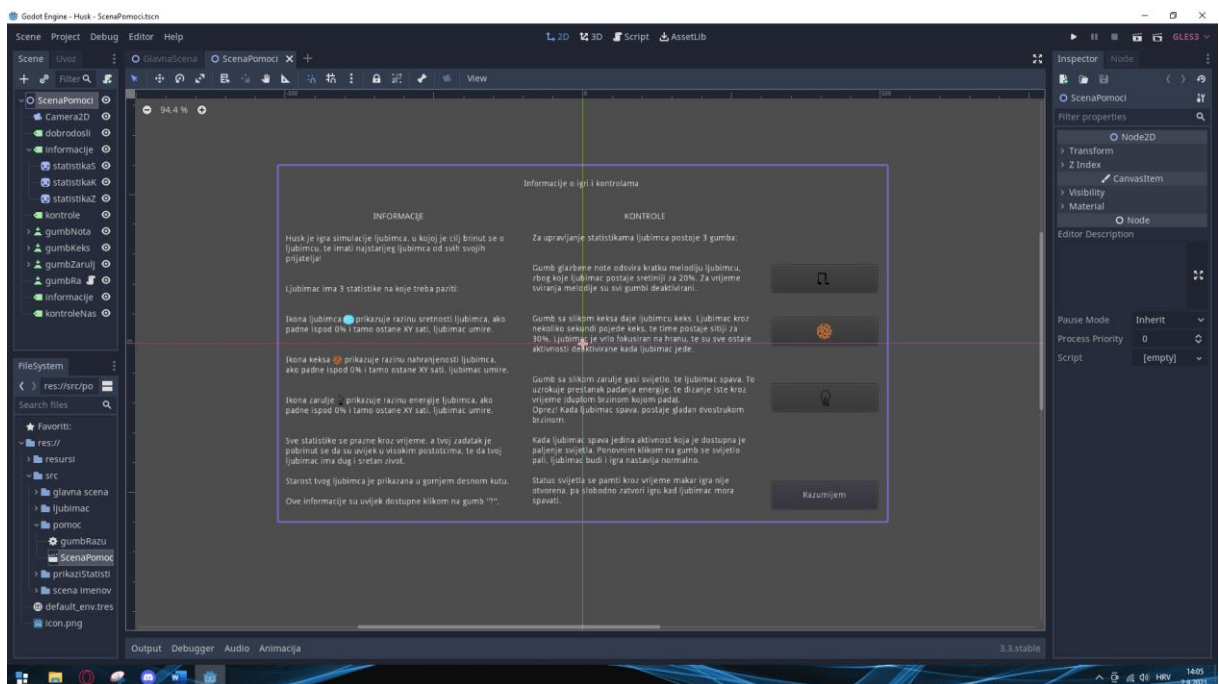 Godot Engine - Husk - ScenaPomoci.tscn
Scene Project Debug Editor Help
2D 3D Script AssetLib
GLES3
Scene Uvoz
GlavnaScena ScenaPomoci
Inspector Node
Filter
View
ScenaPomoci
Camera2D
dobrodosli
informacije
statistikaS
statistikaK
statistikaZ
kontrole
gumbNota
gumbKeks
gumbZarulj
gumbRa
informacije
kontroleNas
FileSystem
res://src/po
Search files
Favoriti:
res://
resursi
src
glavna scena
ljubimac
pomoc
gumbRazu
ScenaPomoc
prikaziStatisti
scena imenov
default_env.tres
icon.png
94.4 %
-500
0
500
Informacije o igri i kontrolama
INFORMACIJE
Husk je igra simulacije ljubimca, u kojoj je cilj brinut se o
ljubimcu, te imati najstarijeg ljubimca od svih svojih
prijatelja!
Ljubimac ima 3 statistike na koje treba paziti:
Ikona ljubimca prikazuje razinu sretnosti ljubimca, ako
padne ispod 0% i tamo ostane XY sati, ljubimac umire.
Ikona keksa prikazuje razinu nahranjenosti ljubimca,
ako padne ispod 0% i tamo ostane XY sati, ljubimac umire.
Ikona zarulje prikazuje razinu energije ljubimca, ako
padne ispod 0% i tamo ostane XY sati, ljubimac umire.
Sve statistike se prazne kroz vrijeme, a tvoj zadatak je
pobrinut se da su uvijek u visokim postotcima, te da tvoj
ljubimac ima dug i sretan zivot.
Starost tvog ljubimca je prikazana u gornjem desnom kutu.
Ove informacije su uvijek dostupne klikom na gumb "?".
KONTROLE
Za upravljanje statistikama ljubimca postoje 3 gumba:
Gumb glazbene note odsvira kratku melodiju ljubimcu,
zbog koje ljubimac postaje sretiniji za 20%. Za vrijeme
sviranja melodije su svi gumbi deaktivirani.
Gumb sa slikom keksa daje ljubimcu keks. Ljubimac kroz
nekoliko sekundi pojede keks, te time postaje sitiji za
30%. Ljubimac je vrlo fokusiran na hranu, te su sve ostale
aktivnosti deaktivirane kada ljubimac jede.
Gumb sa slikom zarulje gasi svijetlo, te ljubimac spava. To
uzrokuje prestanak padanja energije, te dizanje iste kroz
vrijeme (duplom brzinom kojom pada).
Oprez! Kada ljubimac spava, postaje gladan dvostrukom
brzinom.
Kada ljubimac spava jedina aktivnost koja je dostupna je
paljenje svijetla. Ponovnim klikom na gumb se svijetlo
pali, ljubimac budi i igra nastavlja normalno.
Status svijetla se pamti kroz vrijeme makar igra nije
otvorena, pa slobodno zatvori igru kad ljubimac mora
spavati.
Razumijem
ScenaPomoci
Filter properties
Node2D
Transform
Z Index
CanvasItem
Visibility
Material
Node
Editor Description
Pause Mode Inherit
Process Priority 0
Script [empty]
Output Debugger Audio Animacija
3.3.stable
HRV
14:05
2.9.2021.